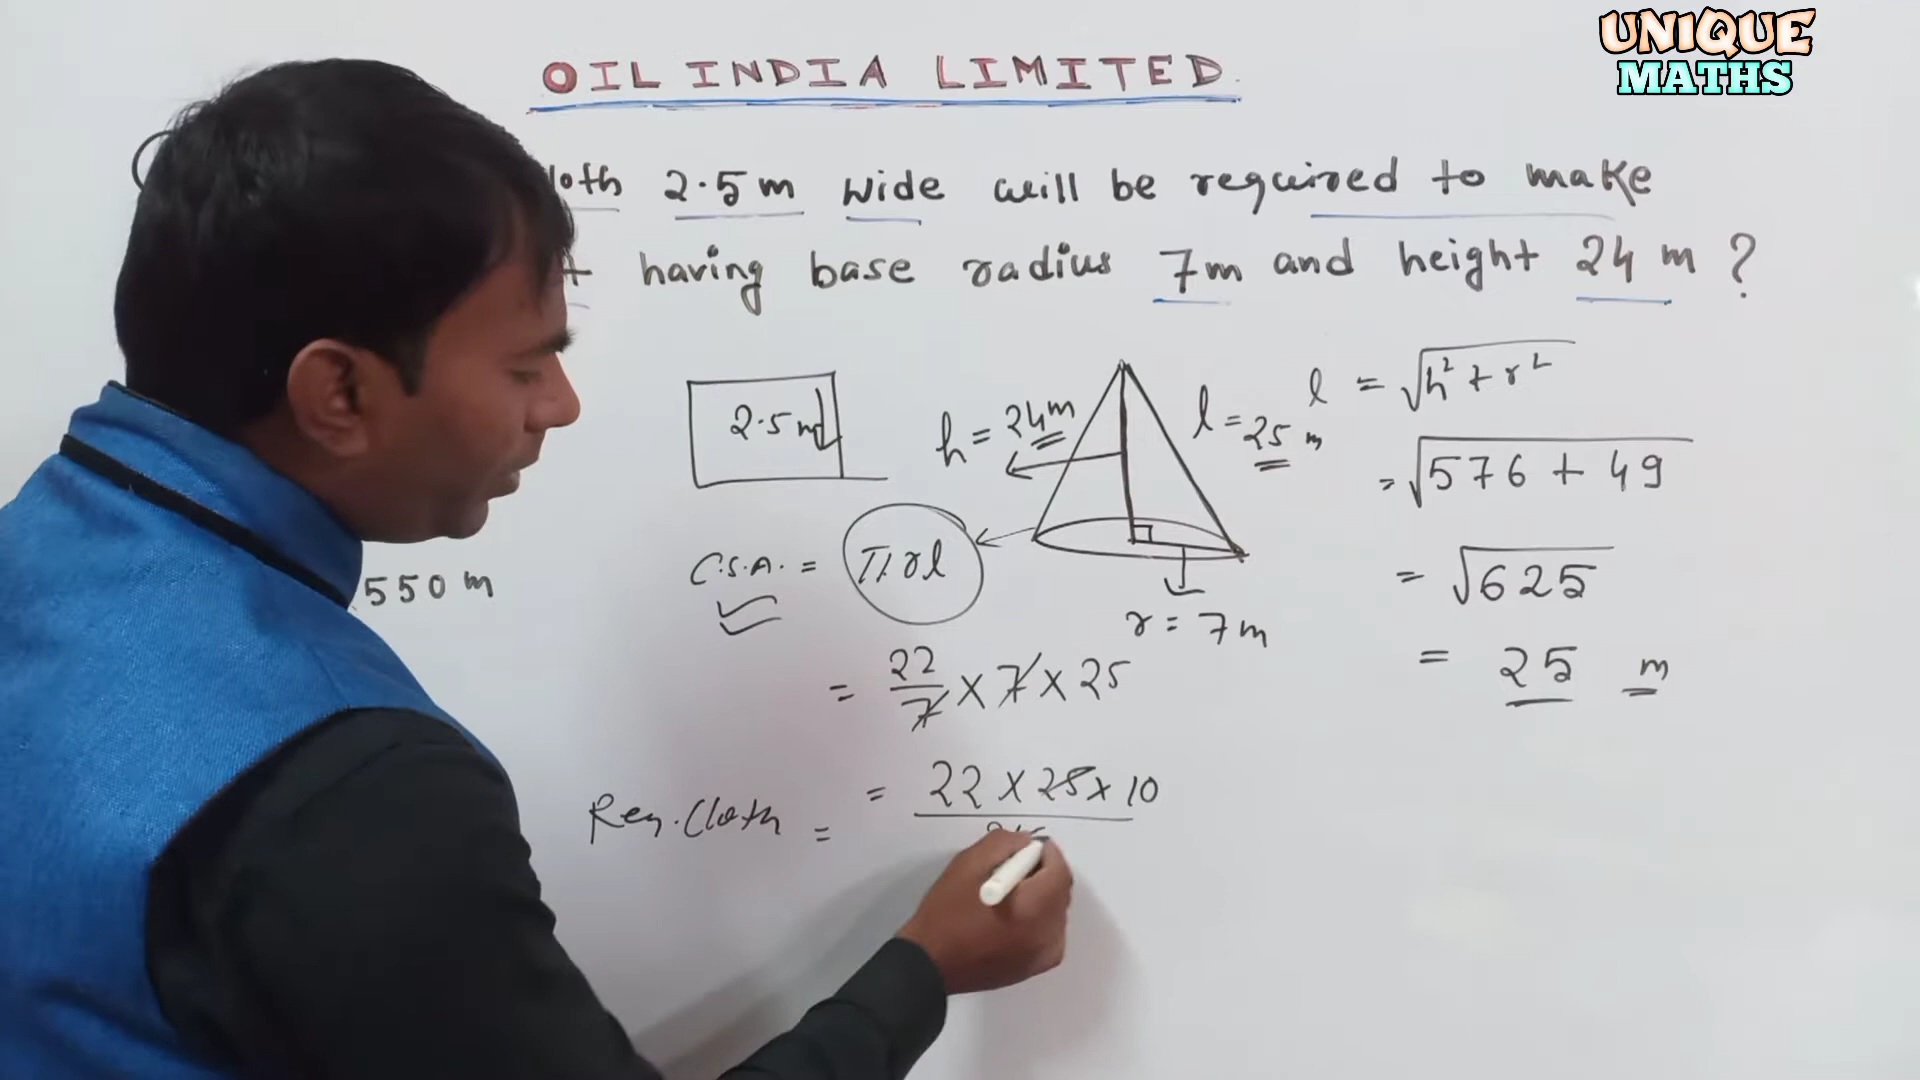 UNIQUE
MATHS
OIL INDIA LIMITED.
loth 2.5 m wide will be required to make
having base radius 7m and height 24 m ?
2.5 m
h = 24m
l = 25 m
l = √h² + r²
= √576 + 49
= √625
= 25 m
C.S.A. = πrl
r = 7m
550 m
= 22/7 × 7 × 25
Req. Cloth = = 22 × 25 × 10